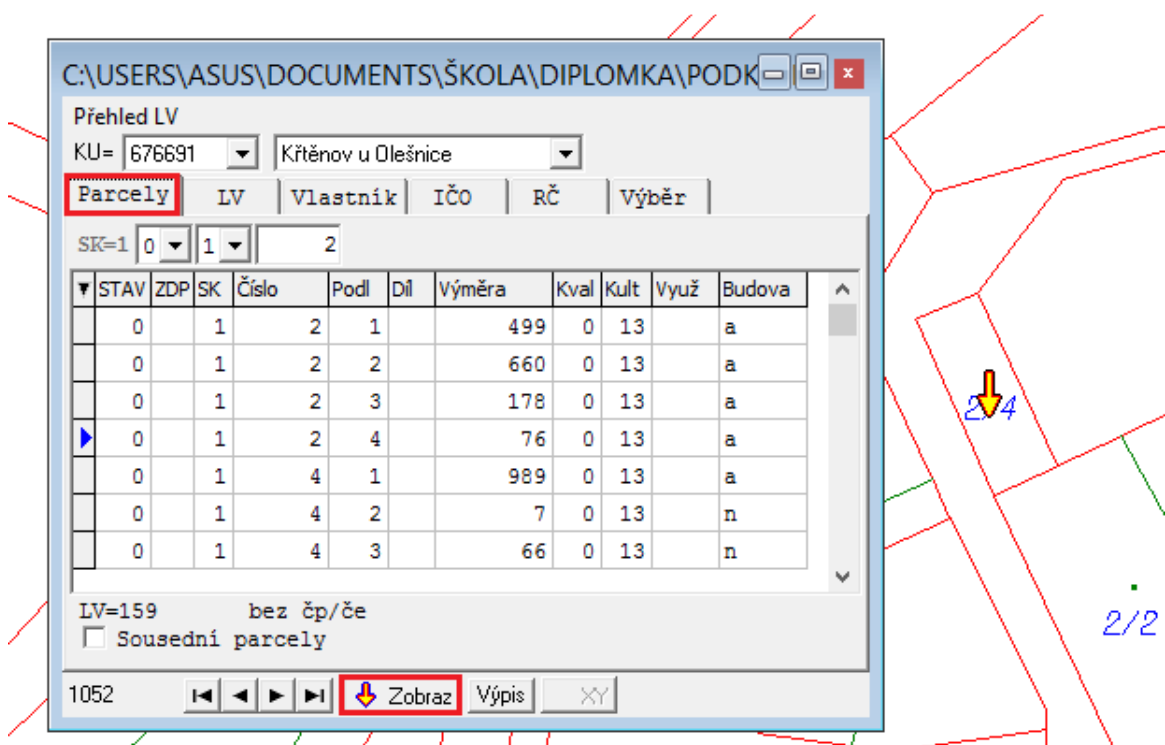 C:\USERS\ASUS\DOCUMENTS\ŠKOLA\DIPLOMKA\PODK
Přehled LV
KU= 676691 Křtěnov u Olešnice
Parcely LV Vlastník IČO RČ Výběr
SK=1 0 1 2
STAV ZDP SK Číslo Podl Díl Výměra Kval Kult Využ Budova
0 1 2 1 499 0 13 a
0 1 2 2 660 0 13 a
0 1 2 3 178 0 13 a
0 1 2 4 76 0 13 a
0 1 4 1 989 0 13 a
0 1 4 2 7 0 13 n
0 1 4 3 66 0 13 n
LV=159 bez čp/če
Sousední parcely
1052 Zobraz Výpis XY
2/4
2/2